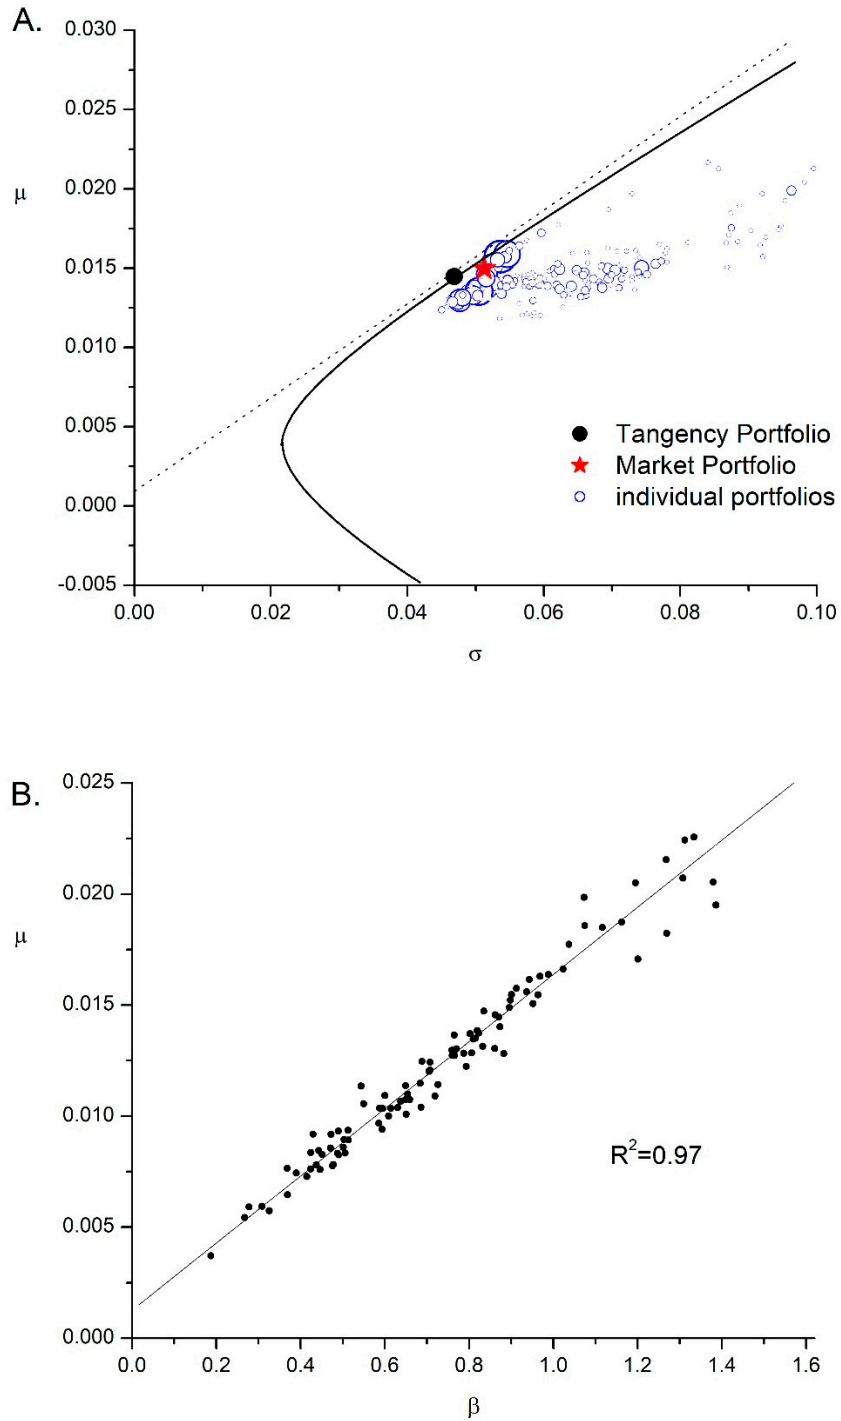 A.
0.030
0.025
0.020
μ
0.015
0.010
0.005
0.000
-0.005
0.00 0.02 0.04 0.06 0.08 0.10
σ
Tangency Portfolio
Market Portfolio
individual portfolios
B.
0.025
0.020
μ
0.015
0.010
0.005
0.000
R²=0.97
0.0 0.2 0.4 0.6 0.8 1.0 1.2 1.4 1.6
β